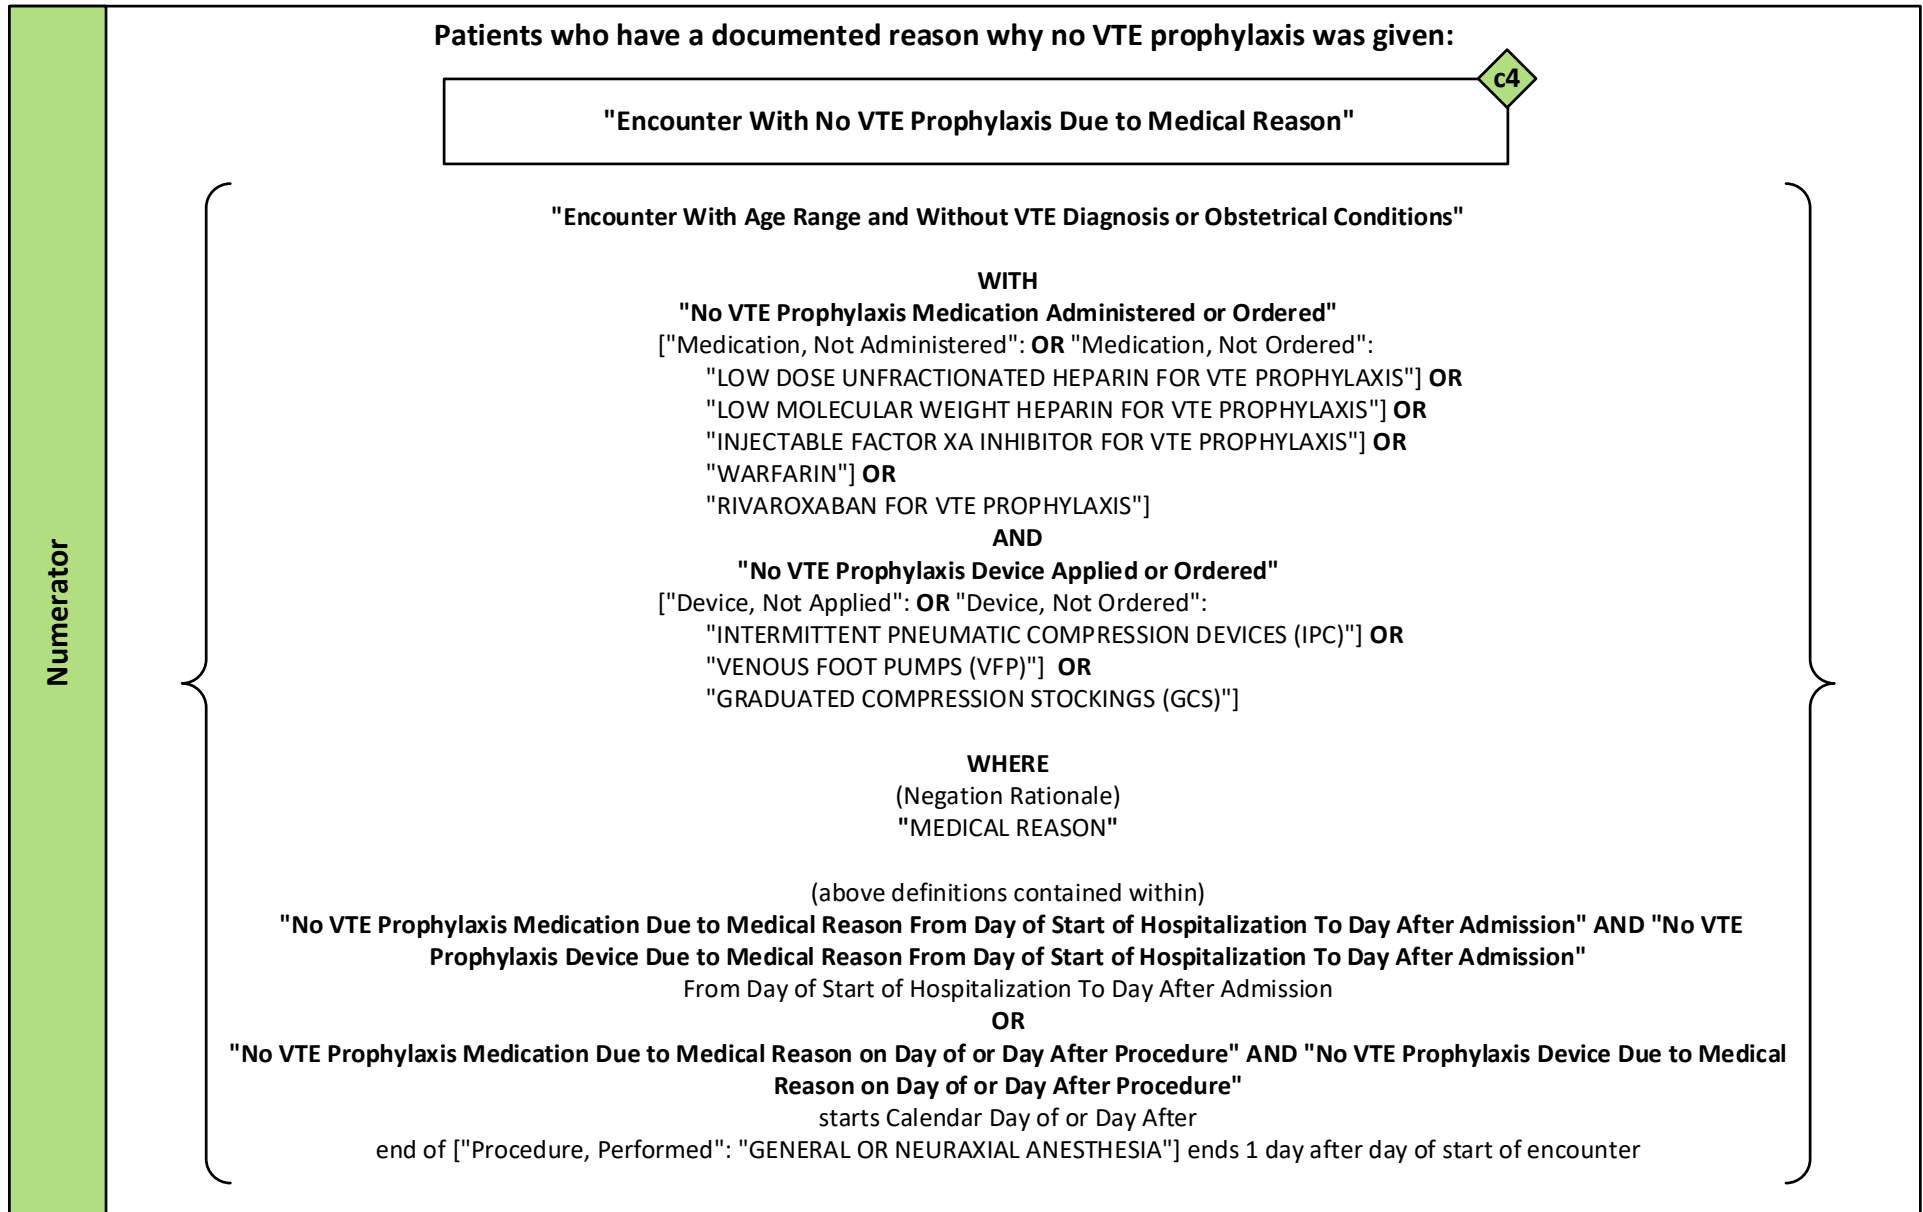 Numerator
Patients who have a documented reason why no VTE prophylaxis was given:
c4
"Encounter With No VTE Prophylaxis Due to Medical Reason"
"Encounter With Age Range and Without VTE Diagnosis or Obstetrical Conditions"
WITH
"No VTE Prophylaxis Medication Administered or Ordered"
["Medication, Not Administered": OR "Medication, Not Ordered":
"LOW DOSE UNFRACTIONATED HEPARIN FOR VTE PROPHYLAXIS"] OR
"LOW MOLECULAR WEIGHT HEPARIN FOR VTE PROPHYLAXIS"] OR
"INJECTABLE FACTOR XA INHIBITOR FOR VTE PROPHYLAXIS"] OR
"WARFARIN"] OR
"RIVAROXABAN FOR VTE PROPHYLAXIS"]
AND
"No VTE Prophylaxis Device Applied or Ordered"
["Device, Not Applied": OR "Device, Not Ordered":
"INTERMITTENT PNEUMATIC COMPRESSION DEVICES (IPC)"] OR
"VENOUS FOOT PUMPS (VFP)"] OR
"GRADUATED COMPRESSION STOCKINGS (GCS)"]
WHERE
(Negation Rationale)
"MEDICAL REASON"
(above definitions contained within)
"No VTE Prophylaxis Medication Due to Medical Reason From Day of Start of Hospitalization To Day After Admission" AND "No VTE
Prophylaxis Device Due to Medical Reason From Day of Start of Hospitalization To Day After Admission"
From Day of Start of Hospitalization To Day After Admission
OR
"No VTE Prophylaxis Medication Due to Medical Reason on Day of or Day After Procedure" AND "No VTE Prophylaxis Device Due to Medical
Reason on Day of or Day After Procedure"
starts Calendar Day of or Day After
end of ["Procedure, Performed": "GENERAL OR NEURAXIAL ANESTHESIA"] ends 1 day after day of start of encounter